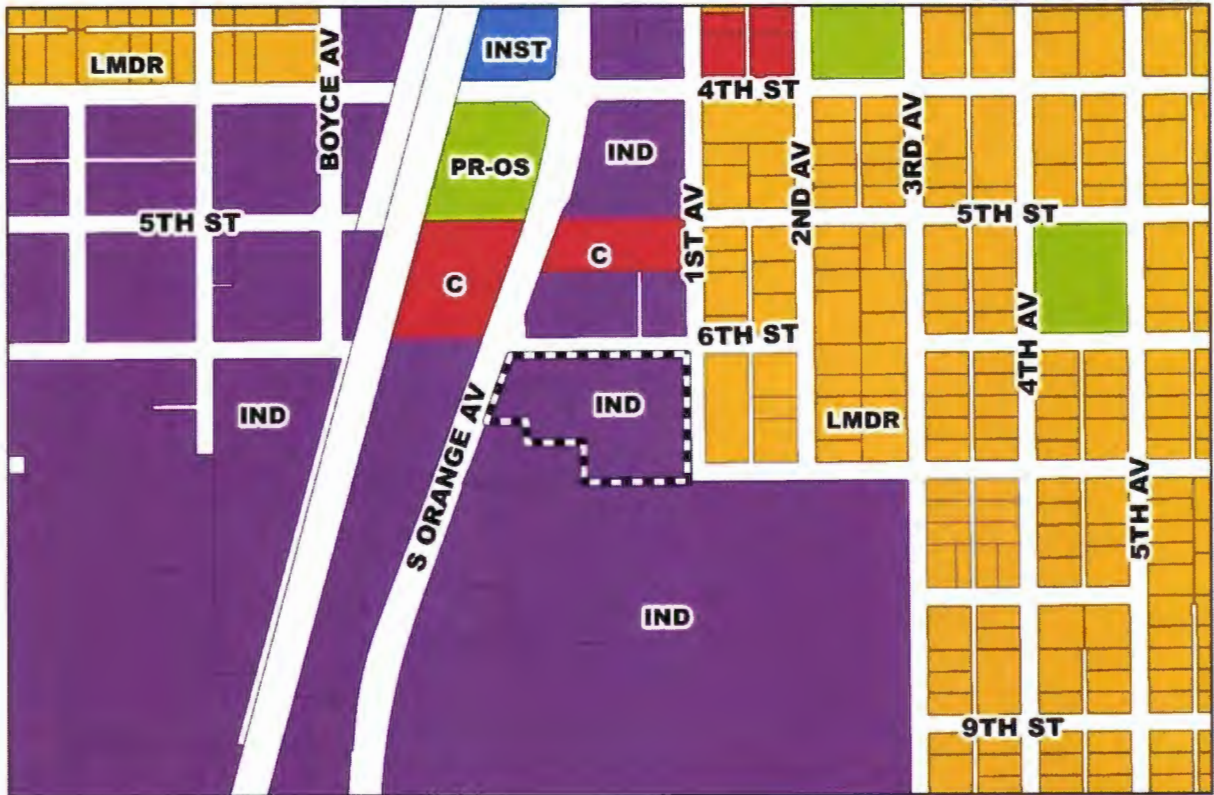 LMDR
BOYCE AV
INST
4TH ST
PR-OS
IND
2ND AV
3RD AV
5TH ST
1ST AV
5TH ST
C
C
6TH ST
4TH AV
IND
IND
LMDR
S ORANGE AV
5TH AV
IND
9TH ST